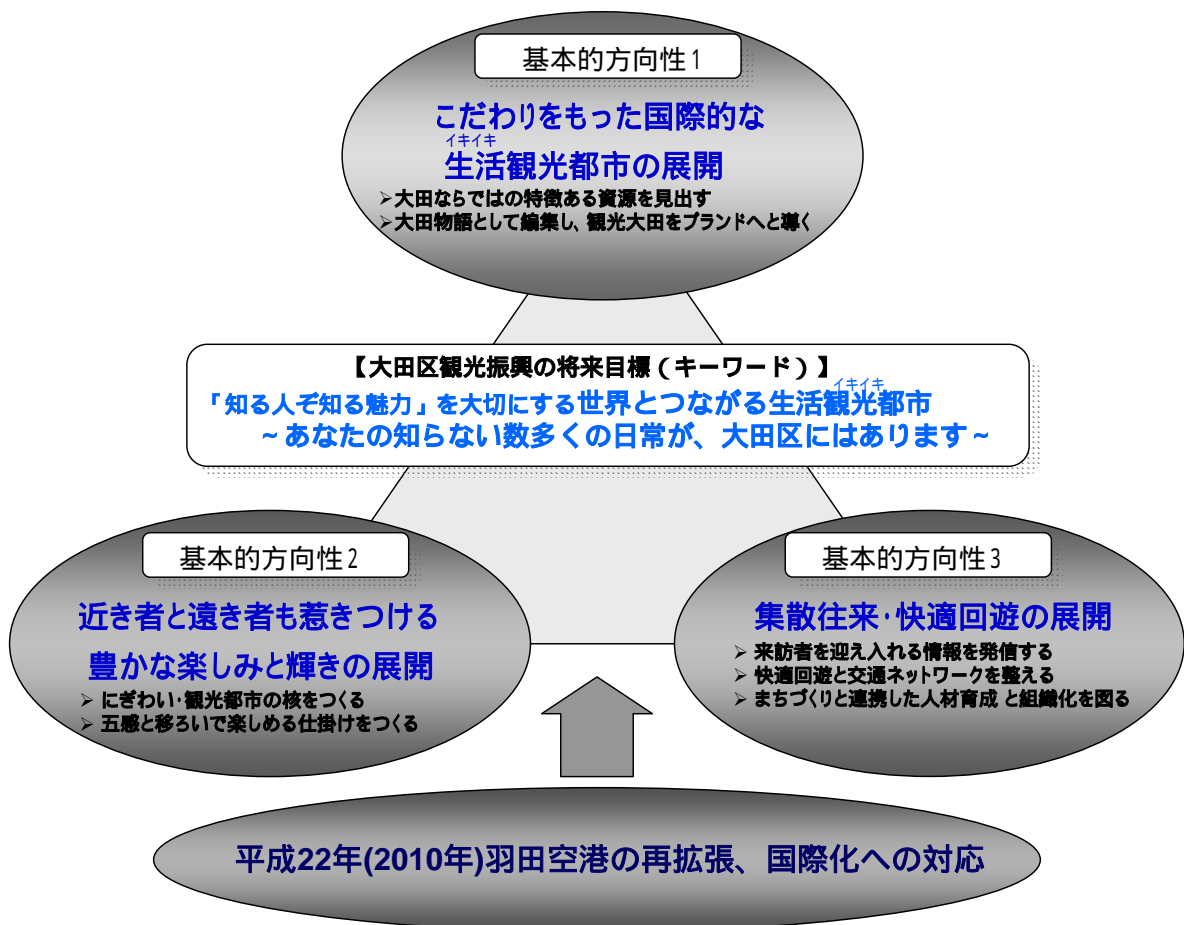 基本的方向性1
こだわりをもった国際的な
イキイキ
生活観光都市の展開
➢大田ならではの特徴ある資源を見出す
➢大田物語として編集し、観光大田をブランドへと導く
【大田区観光振興の将来目標（キーワード）】
イキイキ
「知る人ぞ知る魅力」を大切にする世界とつながる生活観光都市
~あなたの知らない数多くの日常が、大田区にはあります~
基本的方向性2
近き者と遠き者も惹きつける
豊かな楽しみと輝きの展開
➢にぎわい・観光都市の核をつくる
➢五感と移ろいで楽しめる仕掛けをつくる
基本的方向性3
集散往来・快適回遊の展開
➢来訪者を迎え入れる情報を発信する
➢快適回遊と交通ネットワークを整える
➢まちづくりと連携した人材育成 と組織化を図る
平成22年(2010年)羽田空港の再拡張、国際化への対応